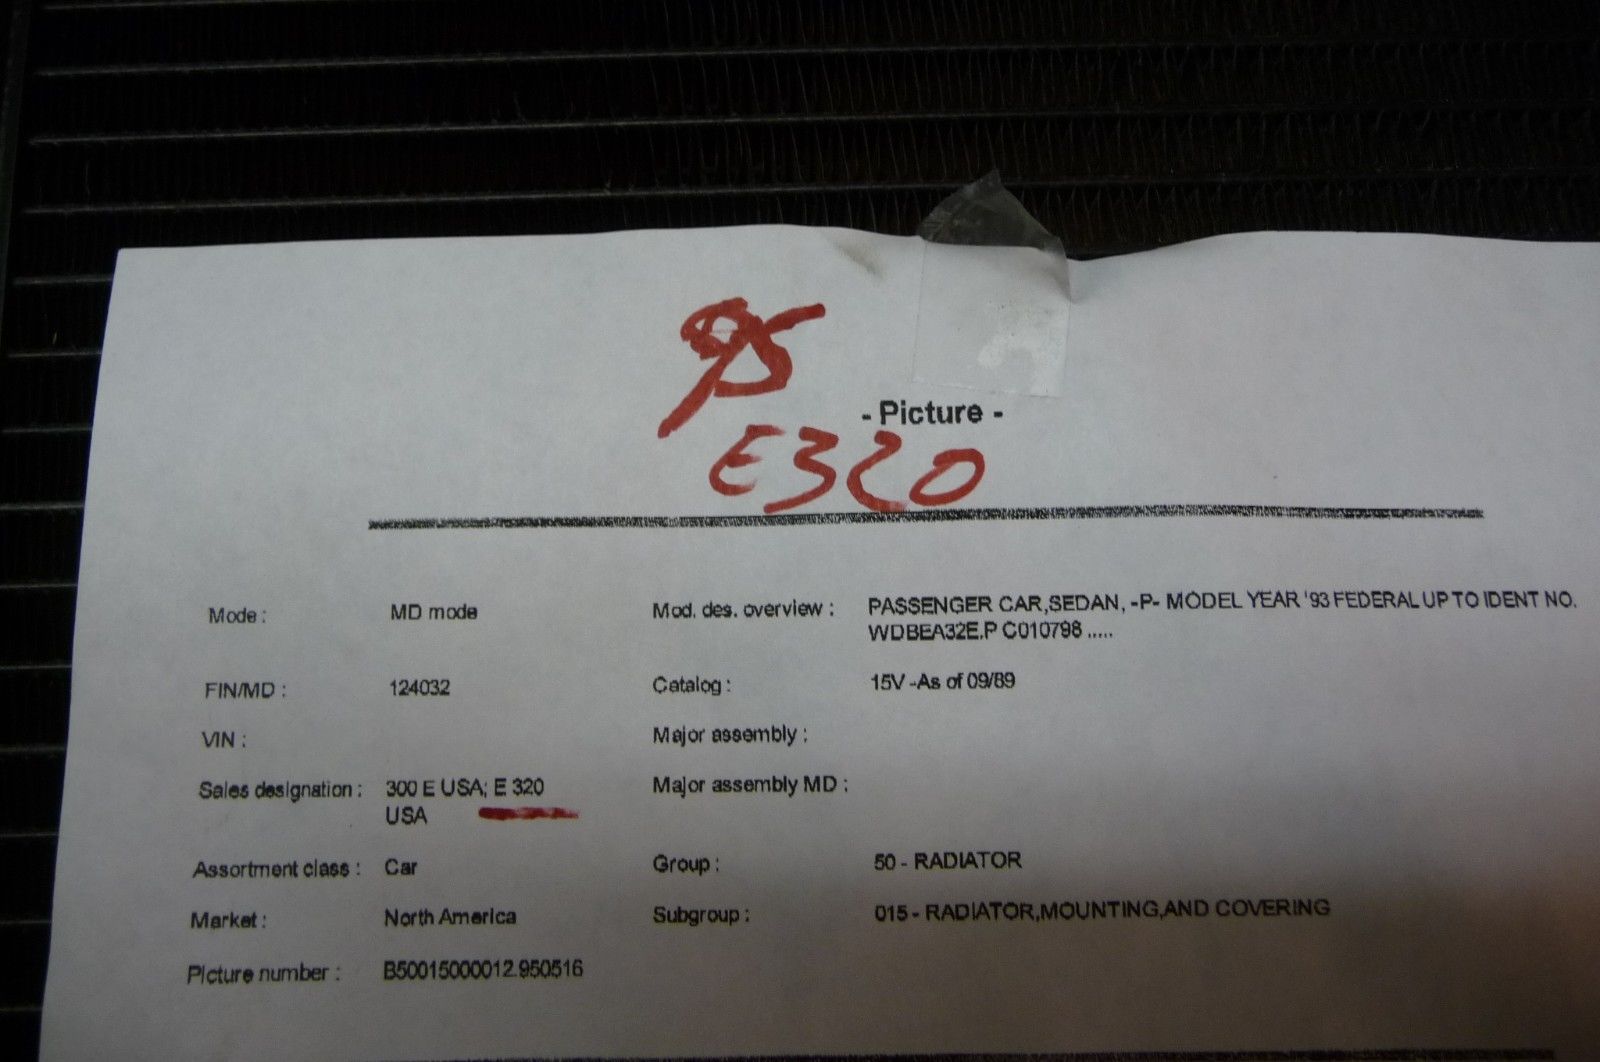 95
- Picture -
E320
Mode : MD mode Mod. des. overview : PASSENGER CAR,SEDAN, -P- MODEL YEAR '93 FEDERAL UP TO IDENT NO.
WDBEA32E.P C010798 .....
FIN/MD : 124032 Catalog : 15V -As of 09/89
VIN : Major assembly :
Sales designation : 300 E USA; E 320 Major assembly MD :
USA
Assortment class : Car Group : 50 - RADIATOR
Market : North America Subgroup : 015 - RADIATOR,MOUNTING,AND COVERING
Picture number : B50015000012.950516